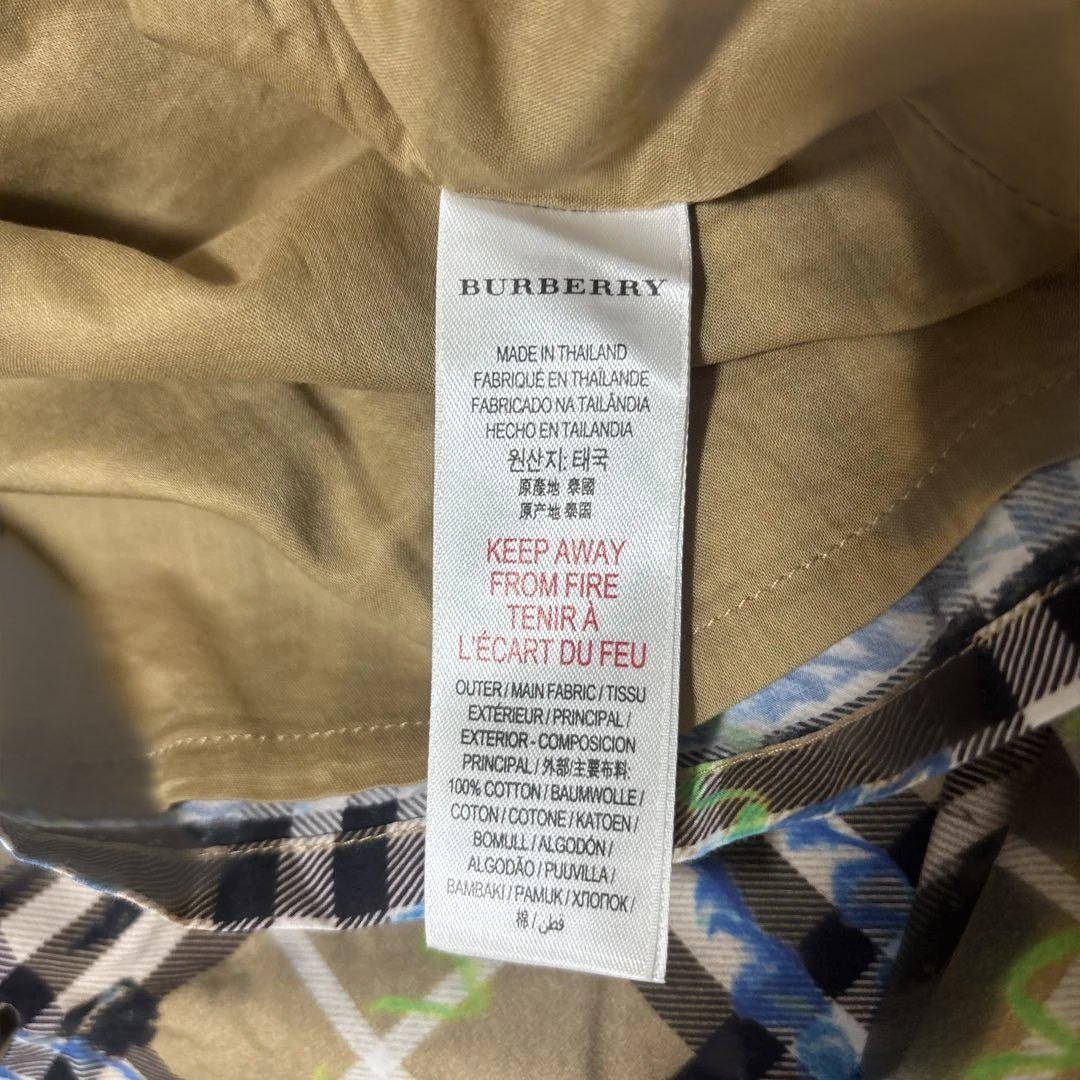 BURBERRY
MADE IN THAILAND
FABRIQUÉ EN THAÏLANDE
FABRICADO NA TAILÂNDIA
HECHO EN TAILANDIA
원산지: 태국
原產地 泰國
原产地 泰国
KEEP AWAY
FROM FIRE
TENIR À
L'ÉCART DU FEU
OUTER / MAIN FABRIC / TISSU
EXTÉRIEUR / PRINCIPAL /
EXTERIOR - COMPOSICION
PRINCIPAL / 外部/主要布料:
100% COTTON / BAUMWOLLE /
COTON / COTONE / KATOEN /
BOMULL / ALGODÓN /
ALGODÃO / PUUVILLA /
BAMBAKI / PAMUK / ХЛОПОК /
棉 / قطن